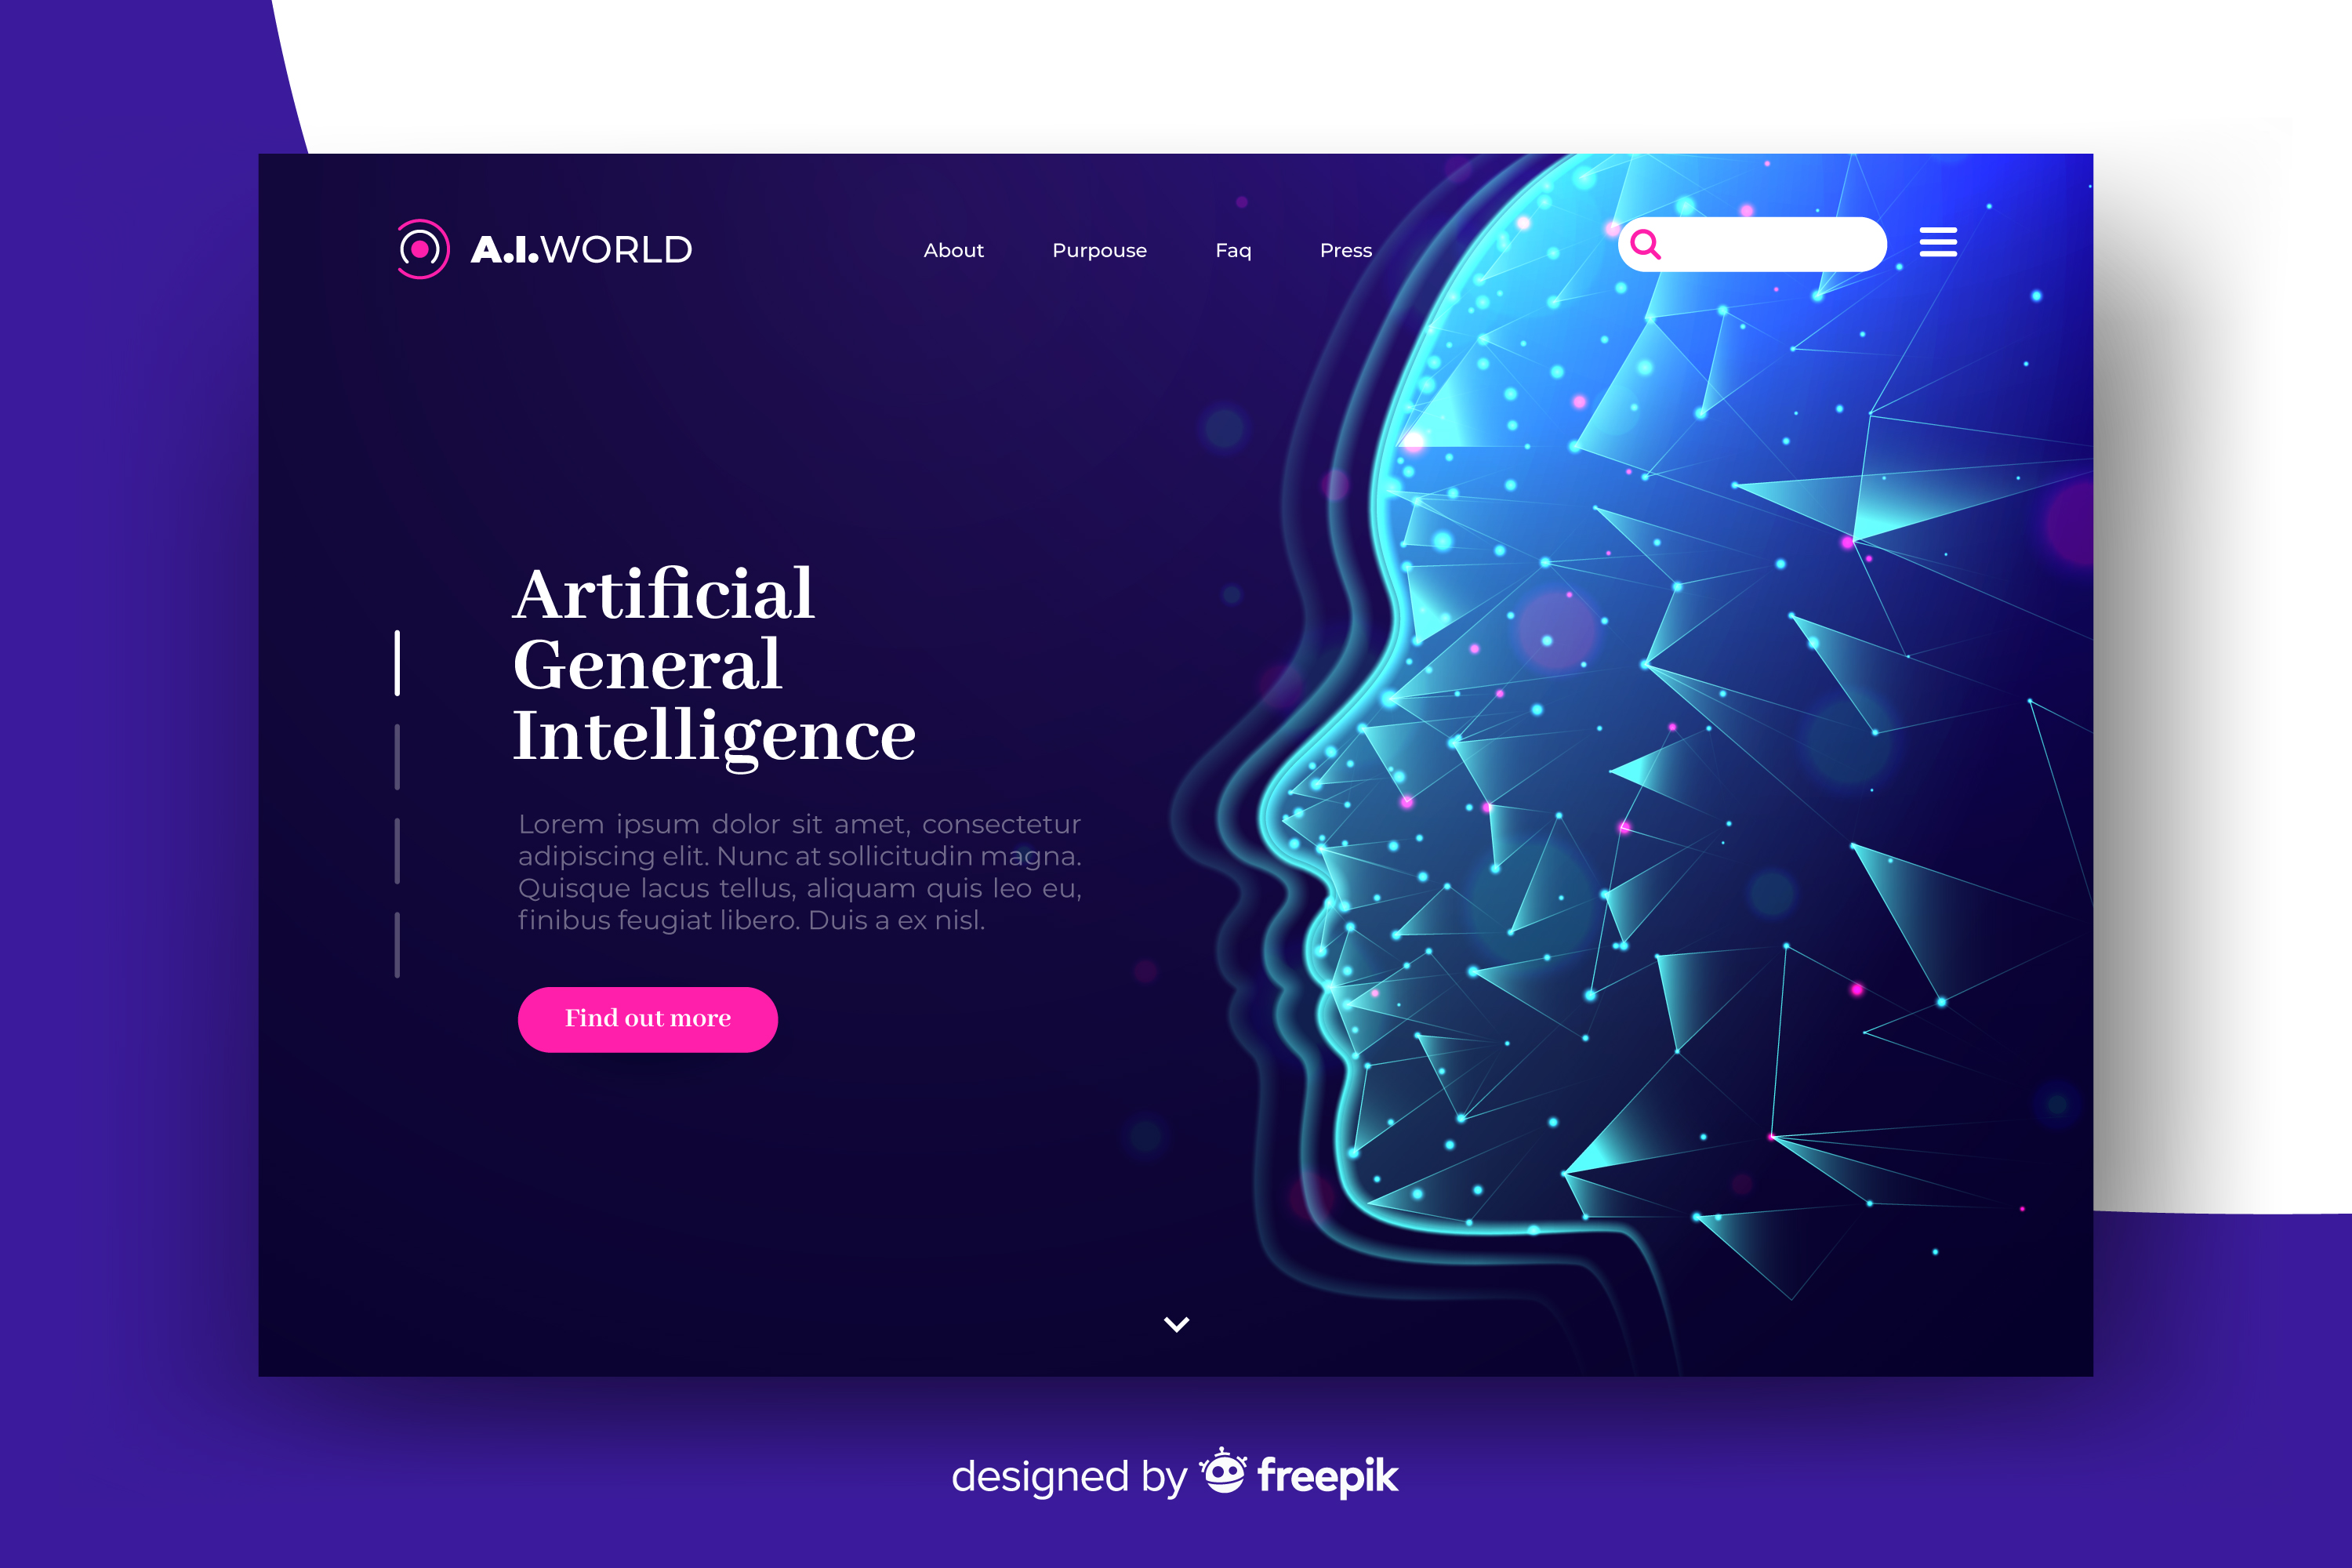 A.I.WORLD
About Purpouse Faq Press
Artificial
General
Intelligence
Lorem ipsum dolor sit amet, consectetur
adipiscing elit. Nunc at sollicitudin magna.
Quisque lacus tellus, aliquam quis leo eu,
finibus feugiat libero. Duis a ex nisl.
Find out more
designed by freepik